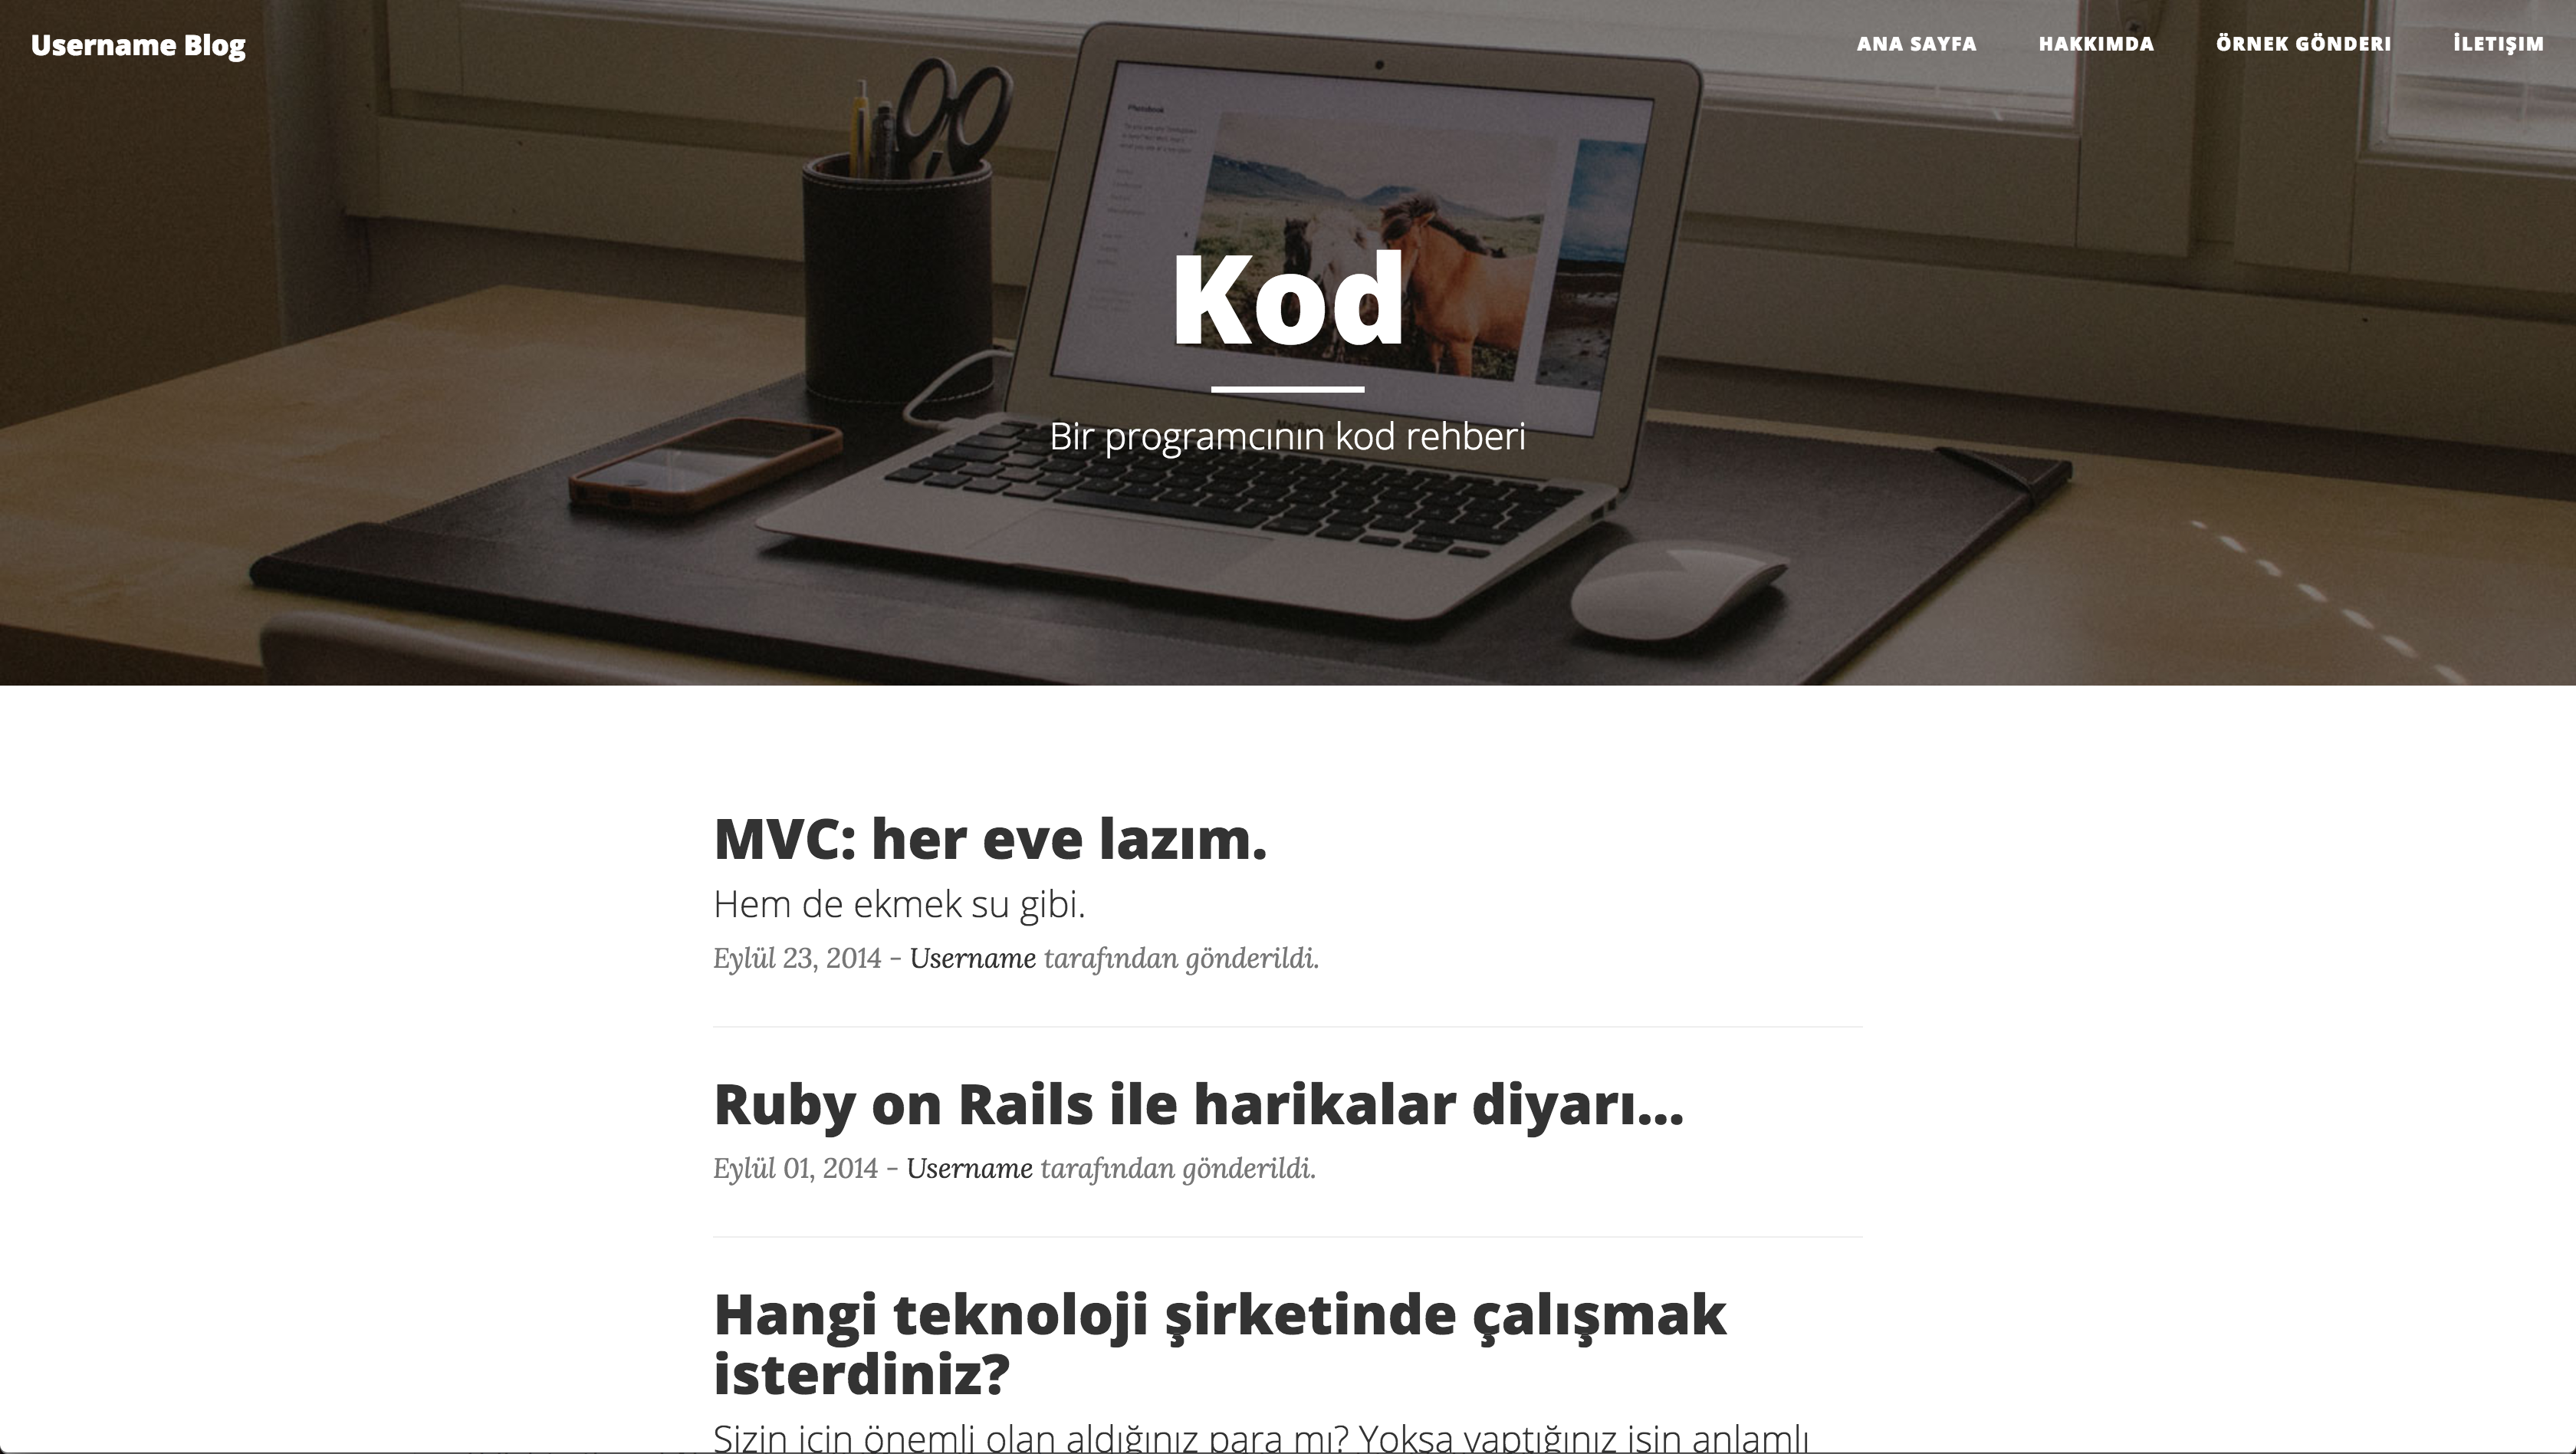 Username Blog
ANA SAYFA
HAKKIMDA
ÖRNEK GÖNDERI
İLETIŞIM
Photobook
Kod
Bir programcının kod rehberi
MVC: her eve lazım.
Hem de ekmek su gibi.
Eylül 23, 2014 - Username tarafından gönderildi.
Ruby on Rails ile harikalar diyarı...
Eylül 01, 2014 - Username tarafından gönderildi.
Hangi teknoloji şirketinde çalışmak
isterdiniz?
Sizin için önemli olan aldığınız para mı? Yoksa yaptığınız işin anlamlı